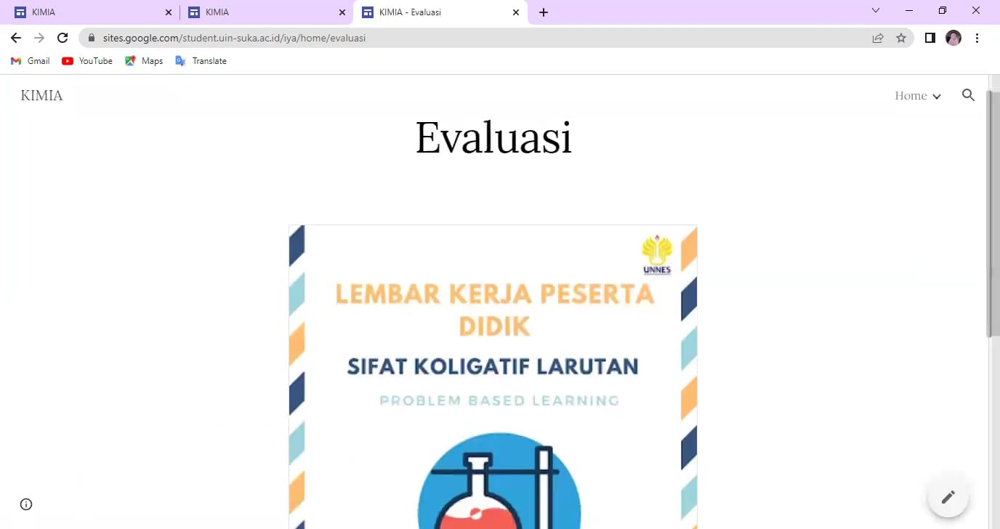 KIMIA
KIMIA
KIMIA - Evaluasi
sites.google.com/student.uin-suka.ac.id/iya/home/evaluasi
Gmail
YouTube
Maps
Translate
KIMIA
Home
Evaluasi
UNNES
LEMBAR KERJA PESERTA
DIDIK
SIFAT KOLIGATIF LARUTAN
PROBLEM BASED LEARNING